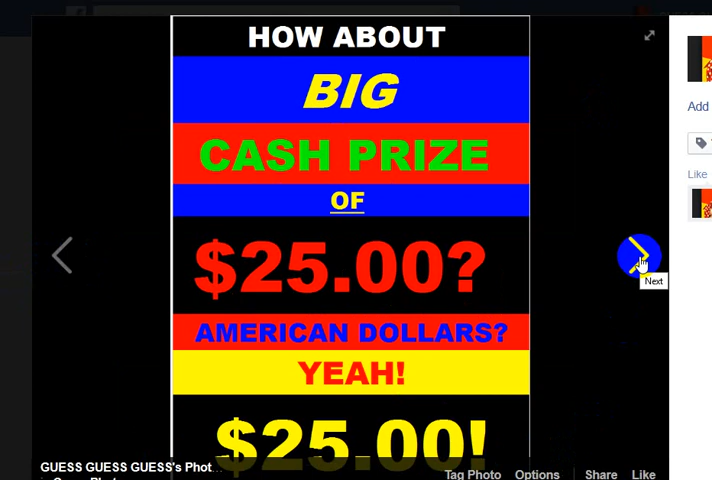 HOW ABOUT
BIG
CASH PRIZE
OF
$25.00?
AMERICAN DOLLARS?
YEAH!
$25.00!
Next
Add
Like
GUESS GUESS GUESS's Phot...
Tag Photo Options Share Like